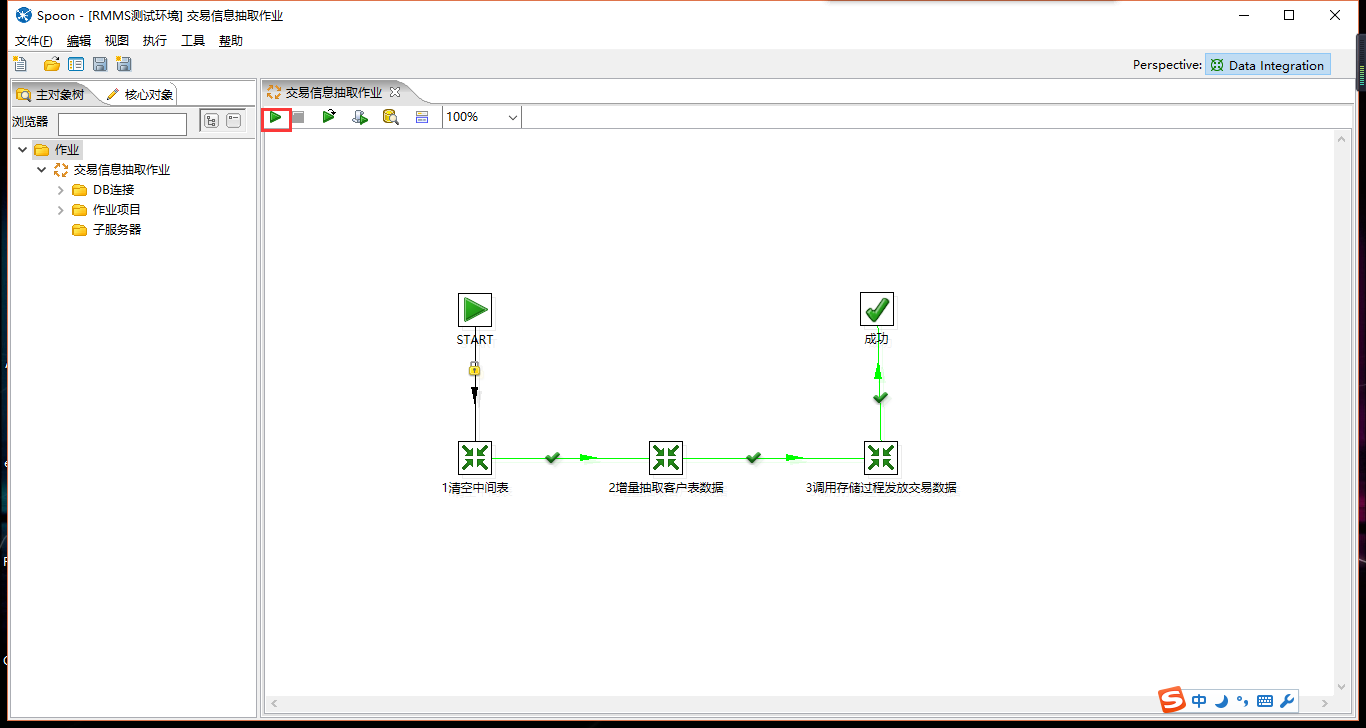 Spoon - [RMMS测试环境] 交易信息抽取作业
文件(F) 编辑 视图 执行 工具 帮助
Perspective: Data Integration
主对象树 核心对象
交易信息抽取作业
浏览器
100%
作业
交易信息抽取作业
DB连接
作业项目
子服务器
START
成功
1清空中间表
2增量抽取客户表数据
3调用存储过程发放交易数据
中